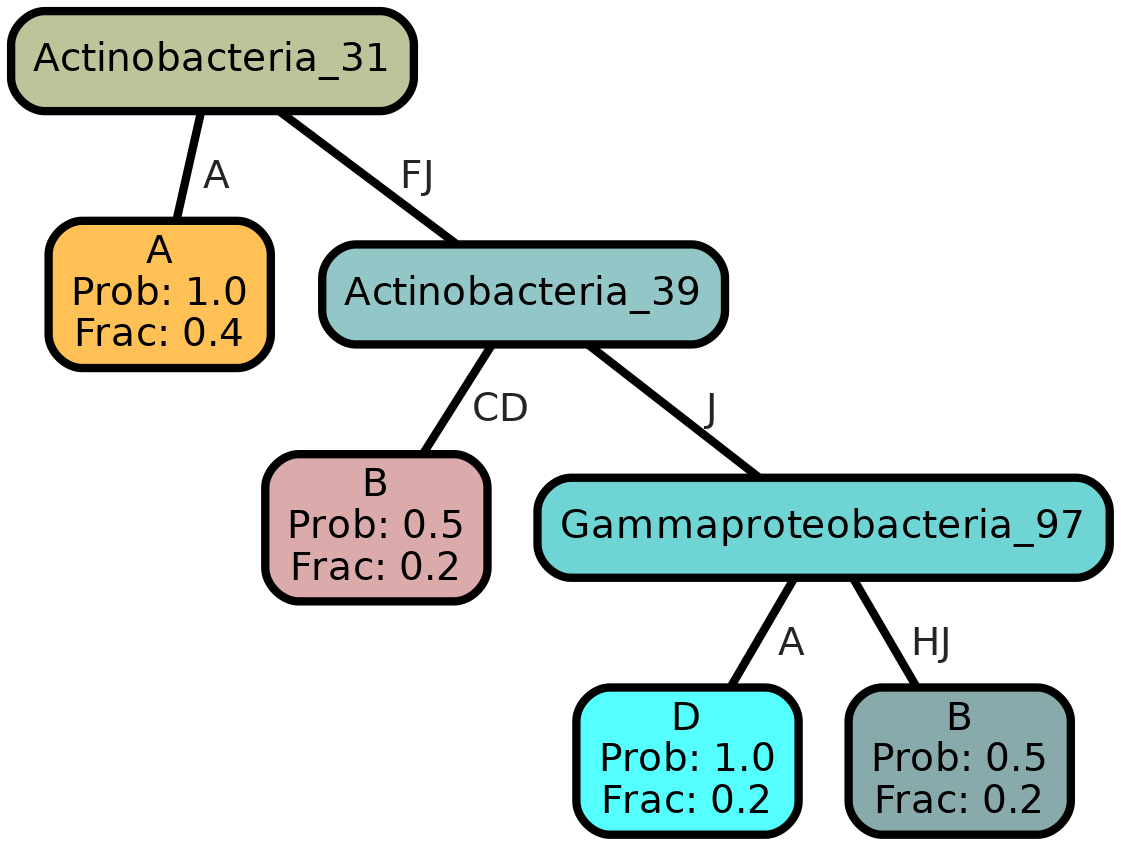 Actinobacteria_31
A
FJ
A
Prob: 1.0
Frac: 0.4
Actinobacteria_39
CD
J
B
Prob: 0.5
Frac: 0.2
Gammaproteobacteria_97
A
HJ
D
Prob: 1.0
Frac: 0.2
B
Prob: 0.5
Frac: 0.2